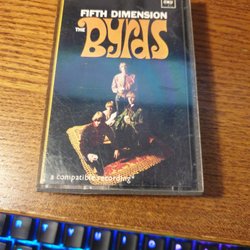 FIFTH DIMENSION
THE
BYRDS
a compatible recording